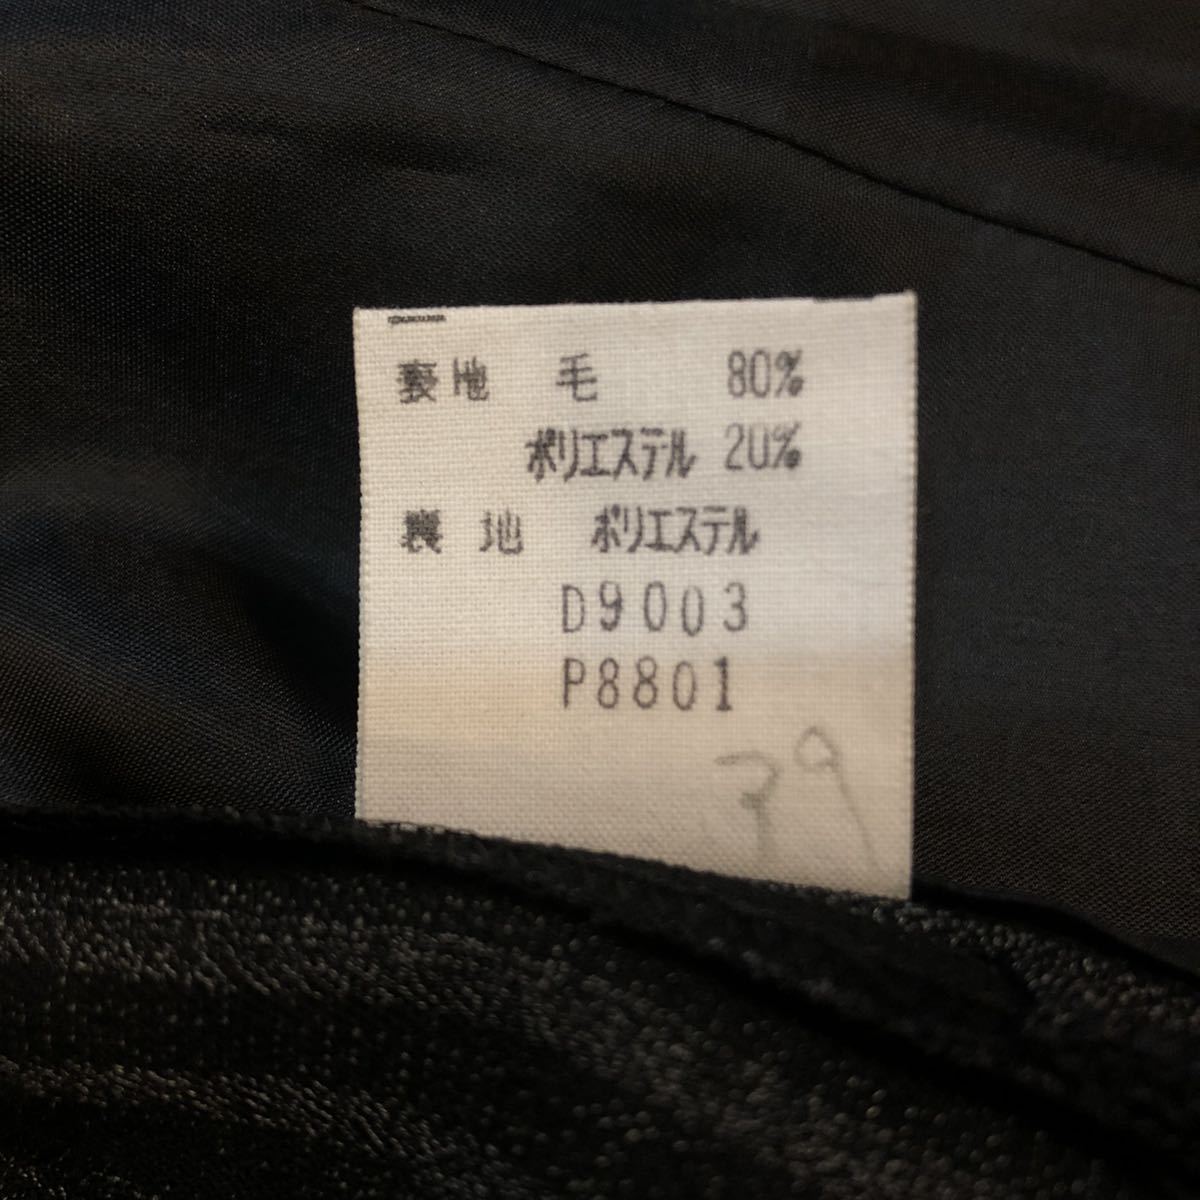 表地 毛 80%
ポリエステル 20%
裏地 ポリエステル
D9003
P8801
39